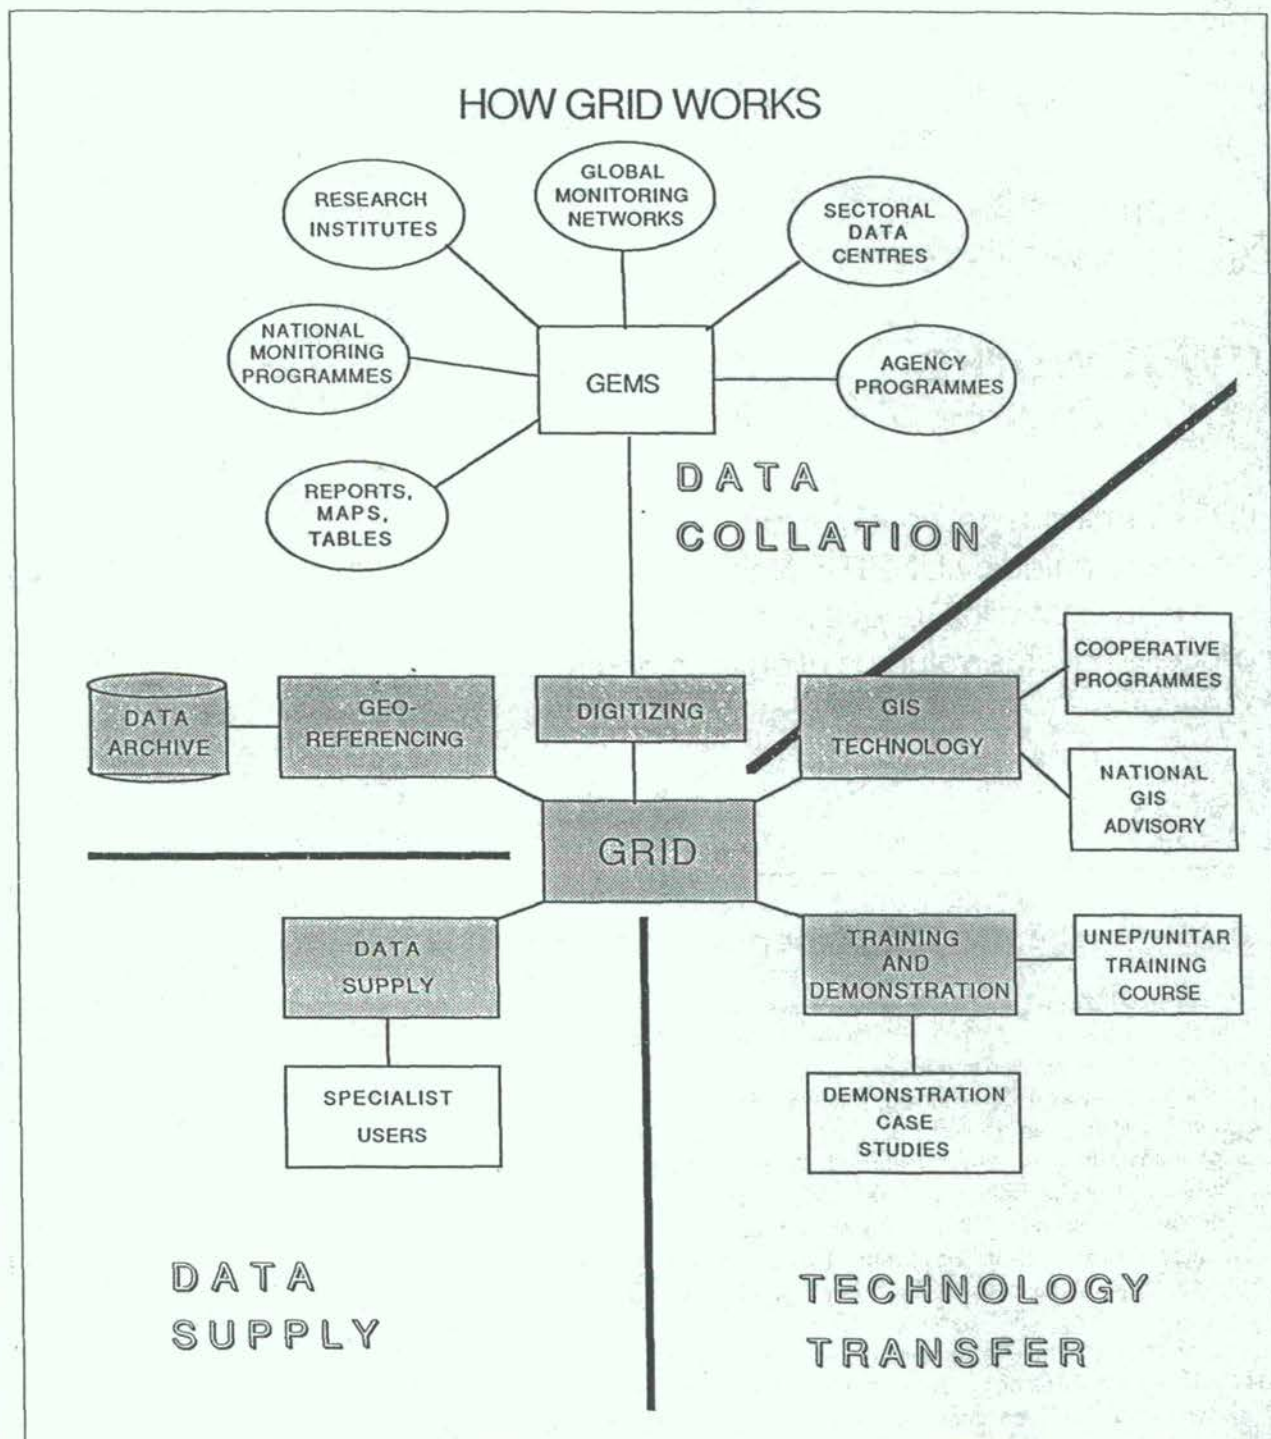 HOW GRID WORKS
RESEARCH
INSTITUTES
GLOBAL
MONITORING
NETWORKS
SECTORAL
DATA
CENTRES
NATIONAL
MONITORING
PROGRAMMES
GEMS
AGENCY
PROGRAMMES
REPORTS,
MAPS,
TABLES
DATA
COLLATION
DATA
ARCHIVE
GEO-
REFERENCING
DIGITIZING
GIS
TECHNOLOGY
COOPERATIVE
PROGRAMMES
NATIONAL
GIS
ADVISORY
GRID
DATA
SUPPLY
TRAINING
AND
DEMONSTRATION
UNEP/UNITAR
TRAINING
COURSE
SPECIALIST
USERS
DEMONSTRATION
CASE
STUDIES
DATA
SUPPLY
TECHNOLOGY
TRANSFER